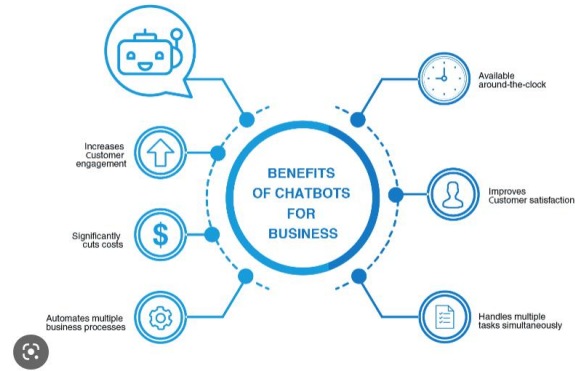 BENEFITS
OF CHATBOTS
FOR
BUSINESS
Increases
Customer
engagement
$
Significantly
cuts costs
Automates multiple
business processes
Available
around-the-clock
Improves
Customer satisfaction
Handles multiple
tasks simultaneously